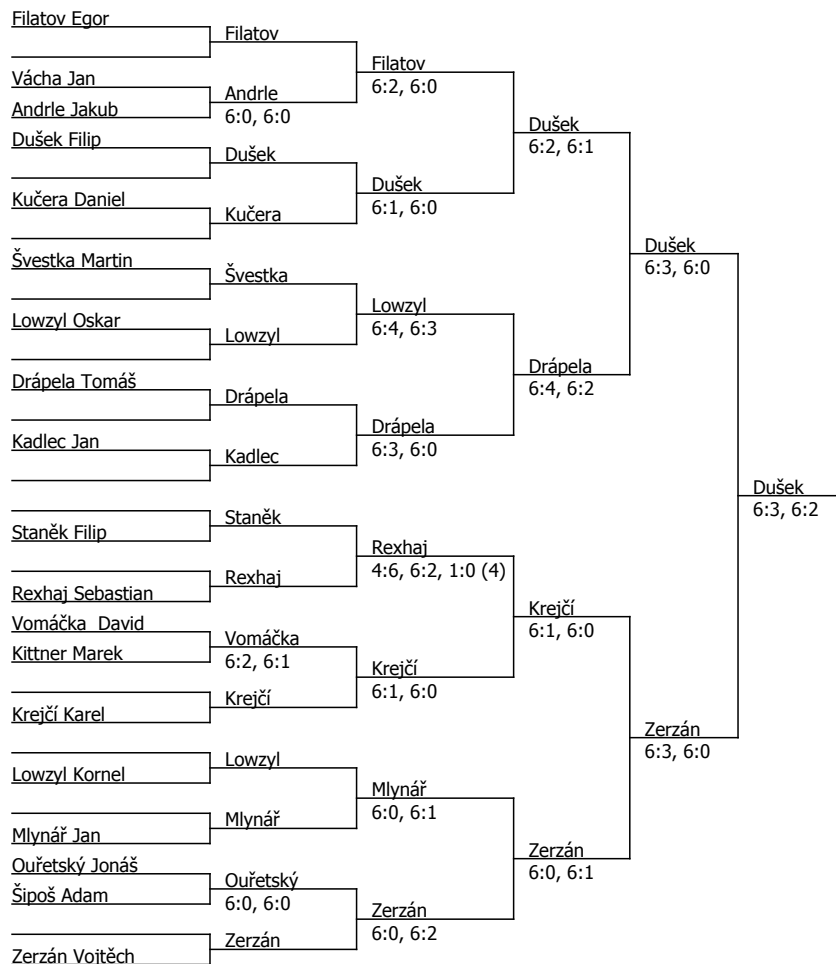 Filatov Egor
Filatov
Filatov
6:2, 6:0
Vácha Jan
Andrle
Andrle Jakub
6:0, 6:0
Dušek
6:2, 6:1
Dušek Filip
Dušek
Dušek
6:1, 6:0
Kučera Daniel
Kučera
Dušek
6:3, 6:0
Švestka Martin
Švestka
Lowzyl
6:4, 6:3
Lowzyl Oskar
Lowzyl
Drápela
6:4, 6:2
Drápela Tomáš
Drápela
Drápela
6:3, 6:0
Kadlec Jan
Kadlec
Dušek
6:3, 6:2
Staněk
Staněk Filip
Rexhaj
4:6, 6:2, 1:0 (4)
Rexhaj
Rexhaj Sebastian
Krejčí
6:1, 6:0
Vomáčka  David
Vomáčka
Kittner Marek
6:2, 6:1
Krejčí
6:1, 6:0
Krejčí
Krejčí Karel
Zerzán
6:3, 6:0
Lowzyl
Lowzyl Kornel
Mlynář
6:0, 6:1
Mlynář
Mlynář Jan
Zerzán
6:0, 6:1
Ouřetský Jonáš
Ouřetský
Šipoš Adam
6:0, 6:0
Zerzán
6:0, 6:2
Zerzán
Zerzán Vojtěch